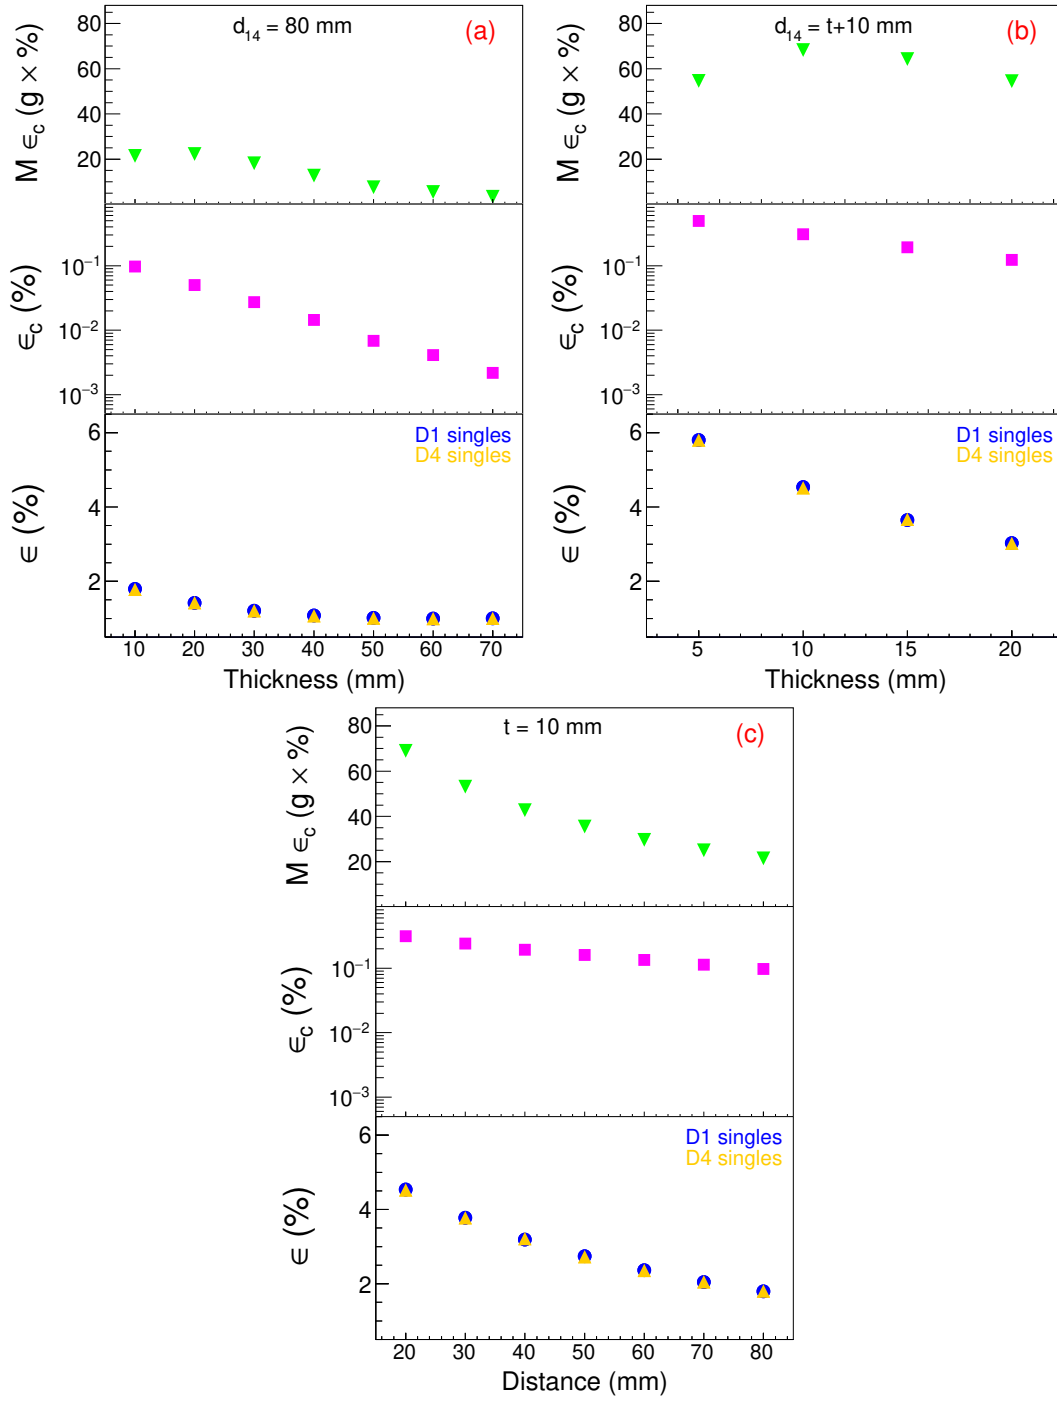 d₁₄ = 80 mm
(a)
M ϵc (g × %)
80
60
40
20
ϵc (%)
10⁻¹
10⁻²
10⁻³
ϵ (%)
D1 singles
D4 singles
6
4
2
10 20 30 40 50 60 70
Thickness (mm)
d₁₄ = t+10 mm
(b)
M ϵc (g × %)
80
60
40
20
ϵc (%)
10⁻¹
10⁻²
10⁻³
ϵ (%)
D1 singles
D4 singles
6
4
2
5 10 15 20
Thickness (mm)
t = 10 mm
(c)
M ϵc (g × %)
80
60
40
20
ϵc (%)
10⁻¹
10⁻²
10⁻³
ϵ (%)
D1 singles
D4 singles
6
4
2
20 30 40 50 60 70 80
Distance (mm)